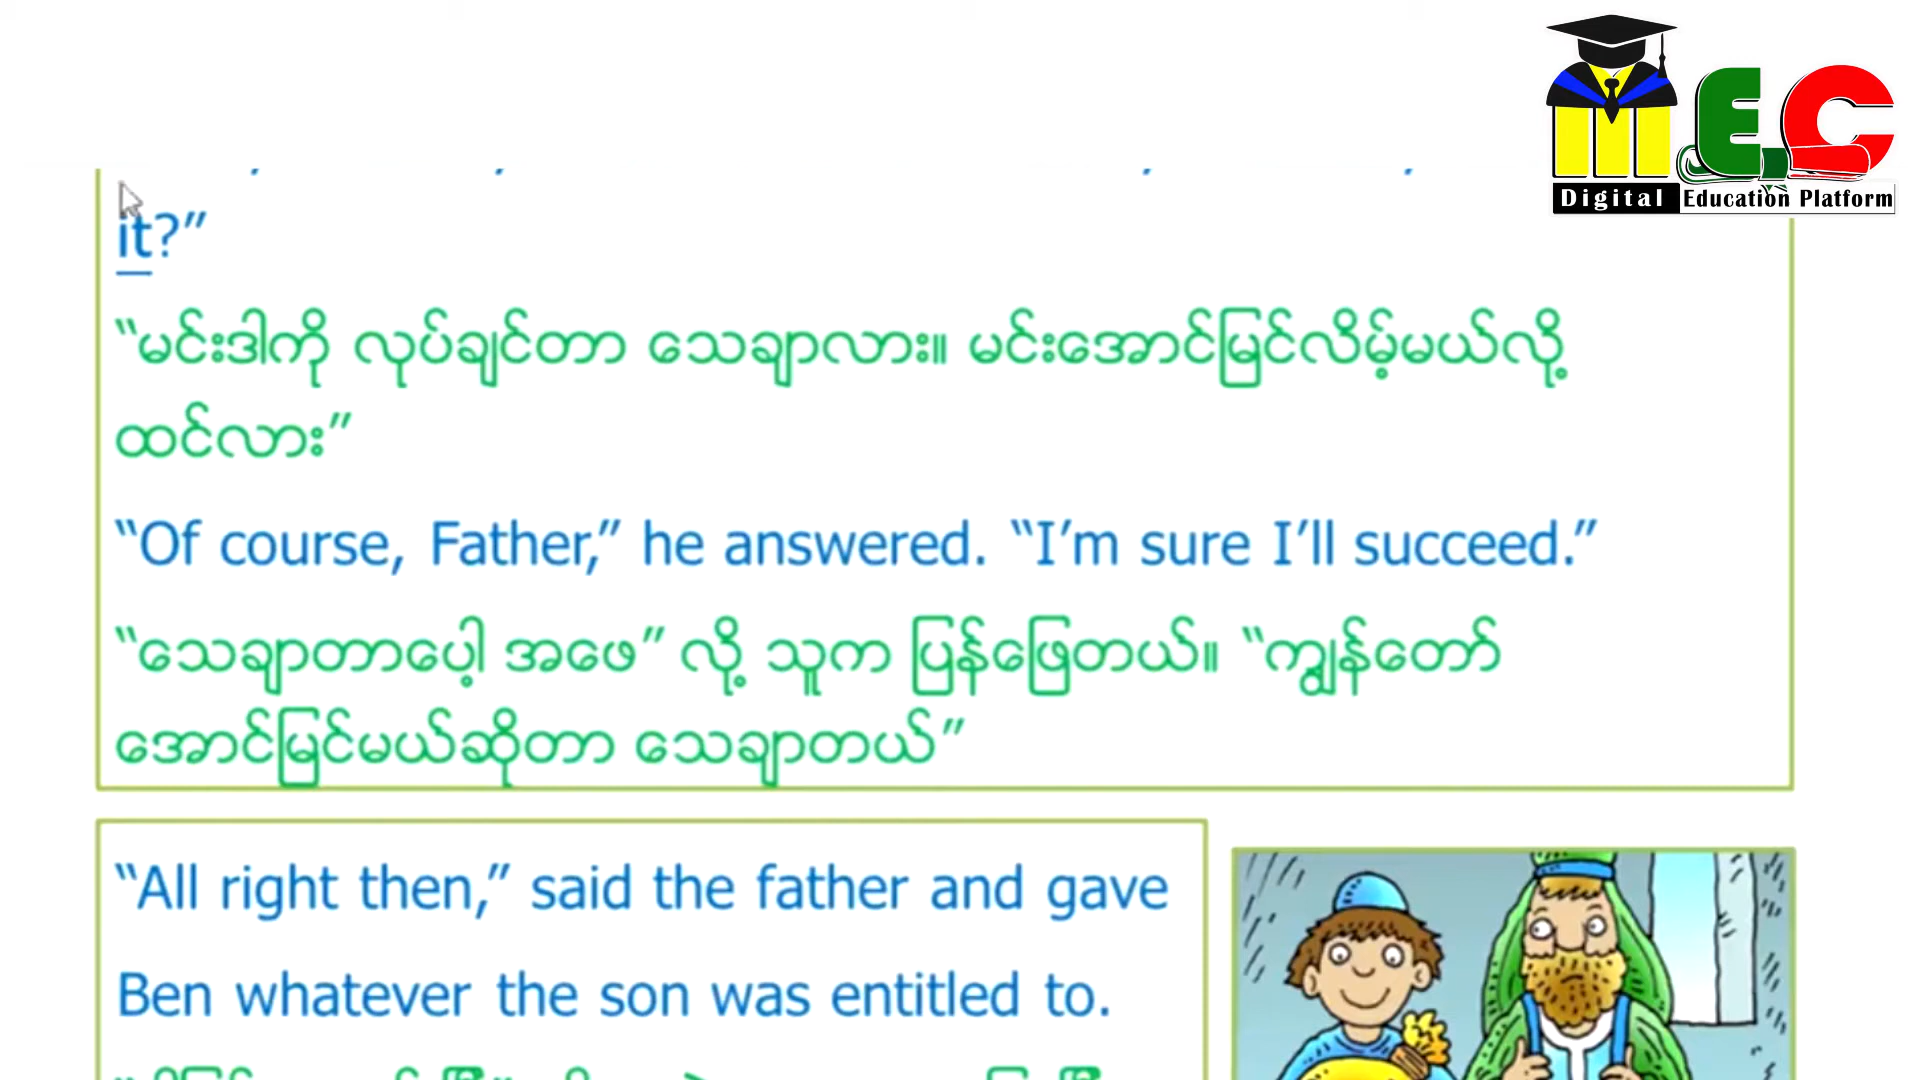 M.E.C
Digital Education Platform
it?”
“မင်းဒါကို လုပ်ချင်တာ သေချာလား။ မင်းအောင်မြင်လိမ့်မယ်လို့
ထင်လား”
“Of course, Father,” he answered. “I’m sure I’ll succeed.”
“သေချာတာပေါ့ အဖေ” လို့ သူက ပြန်ဖြေတယ်။ “ကျွန်တော်
အောင်မြင်မယ်ဆိုတာ သေချာတယ်”
“All right then,” said the father and gave
Ben whatever the son was entitled to.